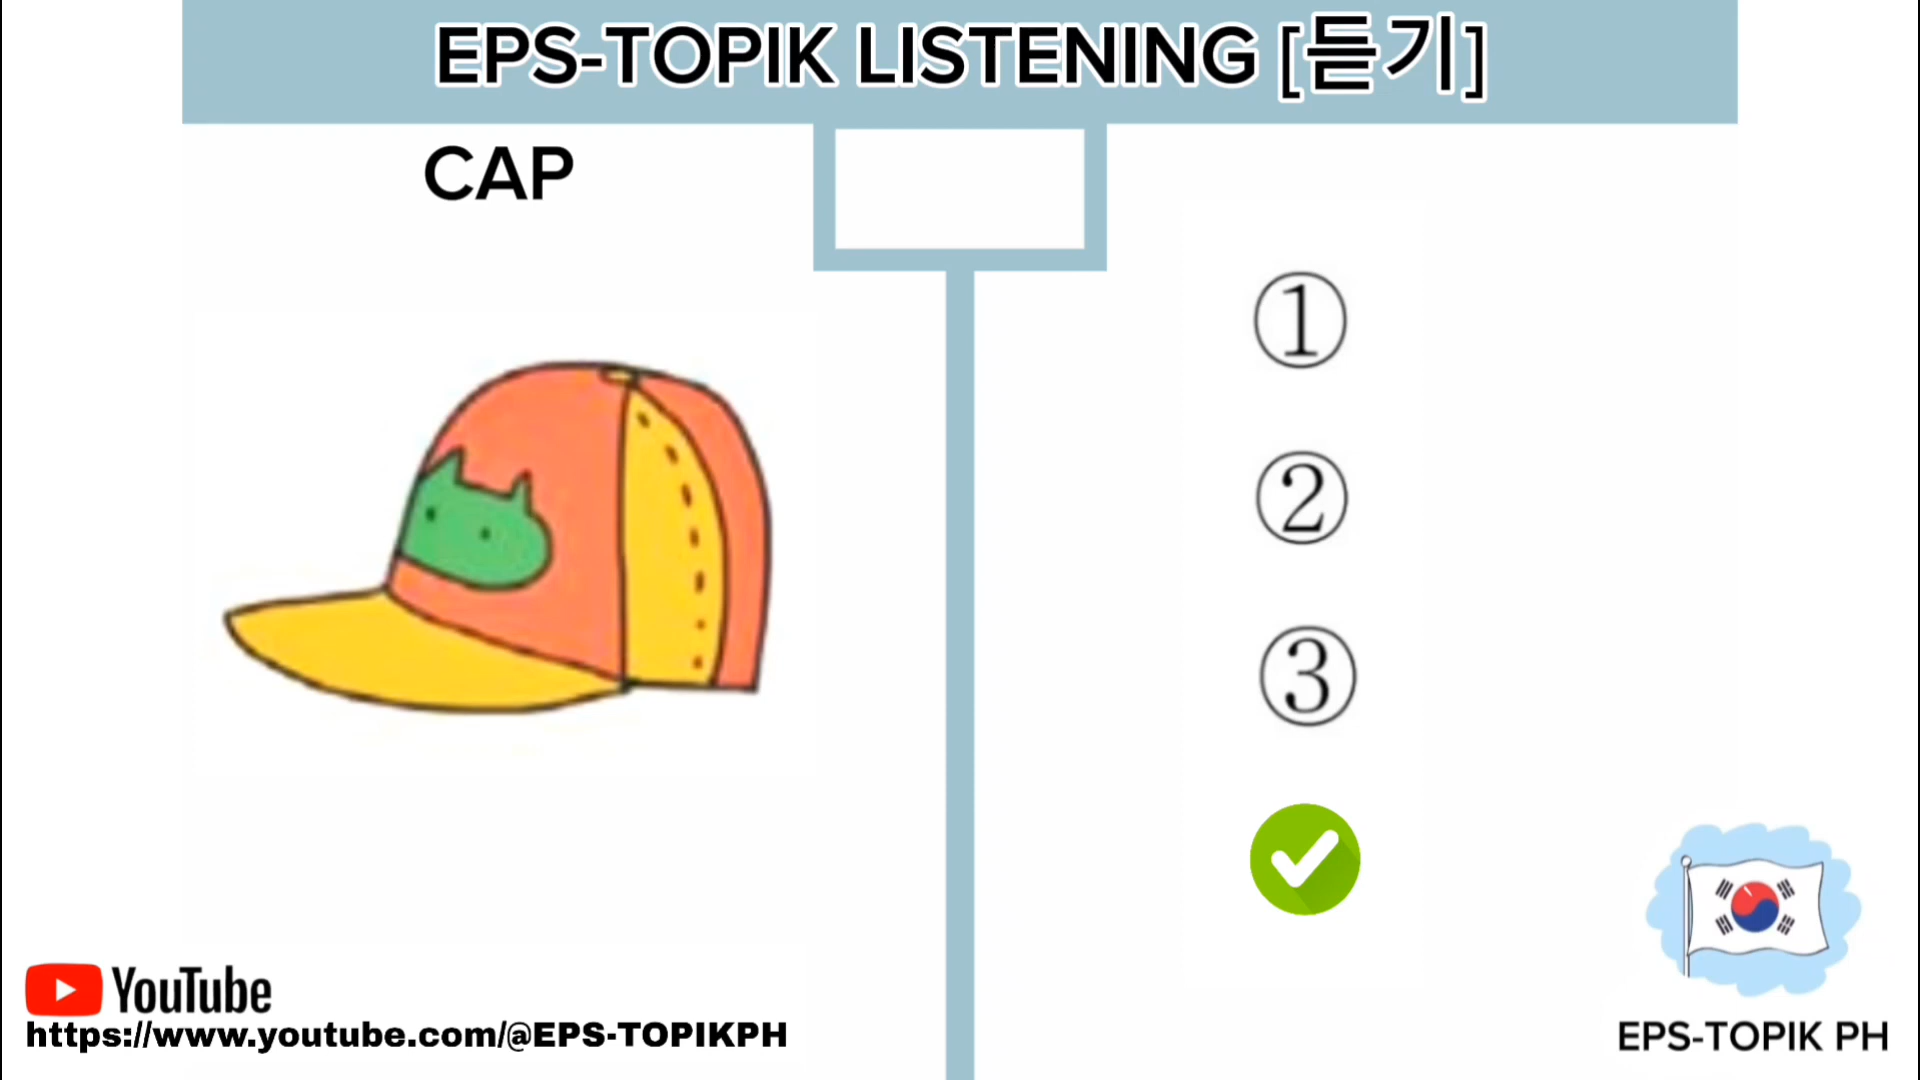 EPS-TOPIK LISTENING [듣기]
CAP
①
②
③
YouTube
https://www.youtube.com/@EPS-TOPIKPH
EPS-TOPIK PH